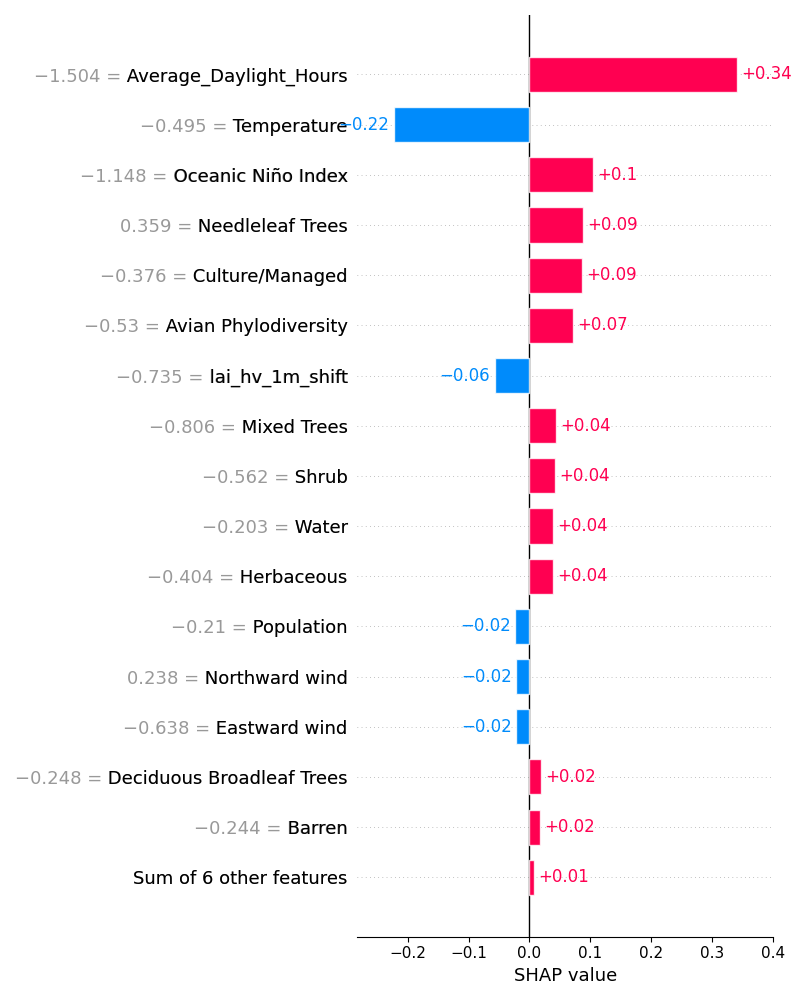 −1.504 = Average_Daylight_Hours +0.34
−0.495 = Temperature −0.22
−1.148 = Oceanic Niño Index +0.1
0.359 = Needleleaf Trees +0.09
−0.376 = Culture/Managed +0.09
−0.53 = Avian Phylodiversity +0.07
−0.735 = lai_hv_1m_shift −0.06
−0.806 = Mixed Trees +0.04
−0.562 = Shrub +0.04
−0.203 = Water +0.04
−0.404 = Herbaceous +0.04
−0.21 = Population −0.02
0.238 = Northward wind −0.02
−0.638 = Eastward wind −0.02
−0.248 = Deciduous Broadleaf Trees +0.02
−0.244 = Barren +0.02
Sum of 6 other features +0.01
−0.2 −0.1 0.0 0.1 0.2 0.3 0.4
SHAP value